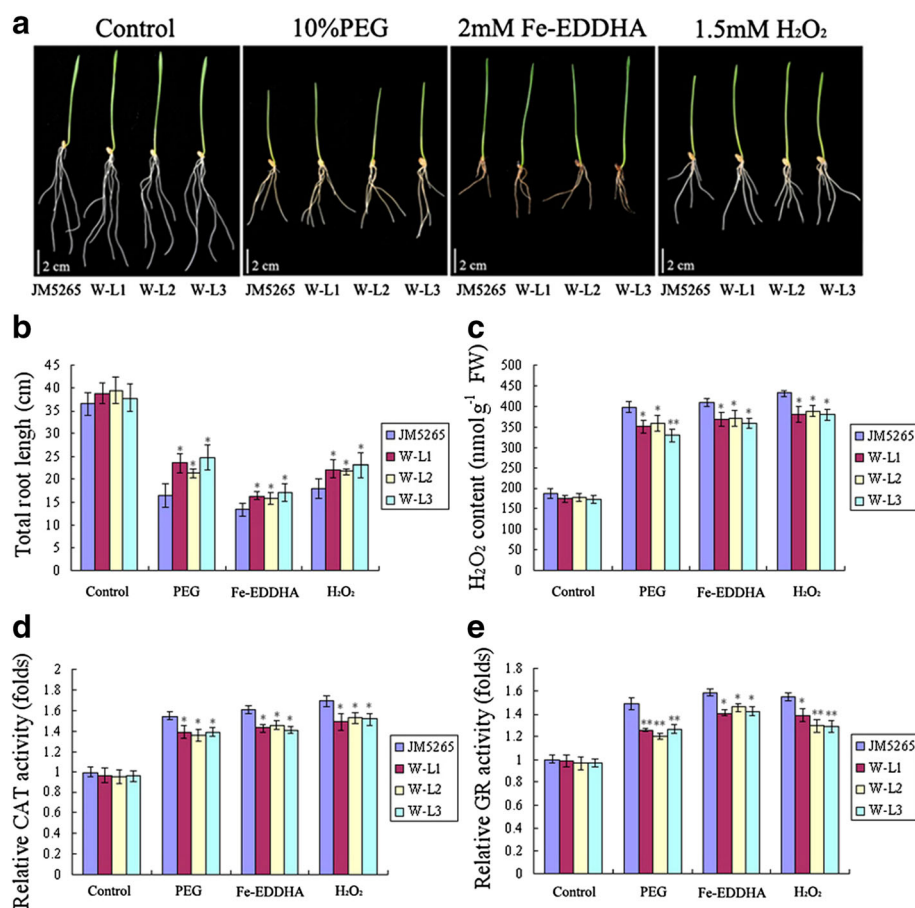 a
Control 10%PEG 2mM Fe-EDDHA 1.5mM H₂O₂
2 cm 2 cm 2 cm 2 cm
JM5265 W-L1 W-L2 W-L3 JM5265 W-L1 W-L2 W-L3 JM5265 W-L1 W-L2 W-L3 JM5265 W-L1 W-L2 W-L3
b
Total root lengh (cm)
45
40
35
30
25
20
15
10
5
0
* * * * * * * * *
Control PEG Fe-EDDHA H₂O₂
JM5265
W-L1
W-L2
W-L3
c
H₂O₂ content (nmol g⁻¹ FW)
500
450
400
350
300
250
200
150
100
50
0
* * ** * * * * * *
Control PEG Fe-EDDHA H₂O₂
JM5265
W-L1
W-L2
W-L3
d
Relative CAT activity (folds)
2
1.8
1.6
1.4
1.2
1
0.8
0.6
0.4
0.2
0
* * * * * * * * *
Control PEG Fe-EDDHA H₂O₂
JM5265
W-L1
W-L2
W-L3
e
Relative GR activity (folds)
1.8
1.6
1.4
1.2
1
0.8
0.6
0.4
0.2
0
** ** ** * * * * ** **
Control PEG Fe-EDDHA H₂O₂
JM5265
W-L1
W-L2
W-L3